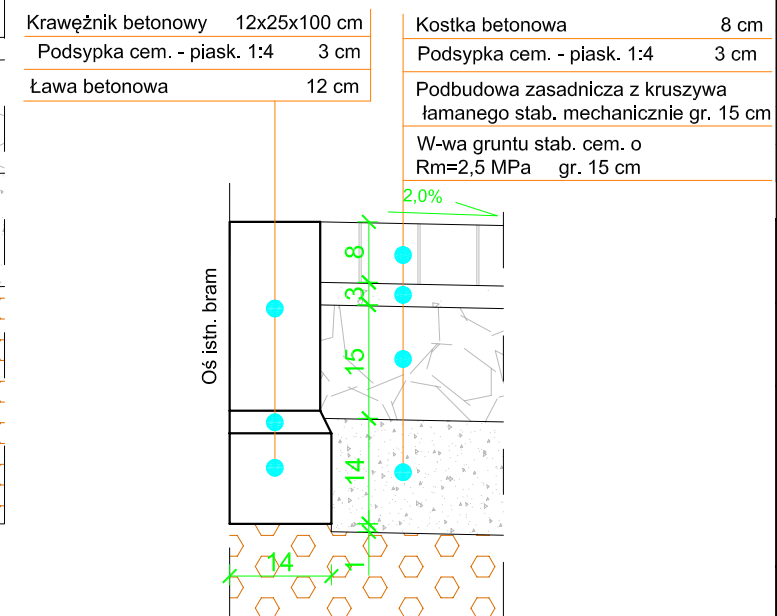 Krawężnik betonowy 12x25x100 cm
Podsypka cem. - piask. 1:4 3 cm
Ława betonowa 12 cm
Kostka betonowa 8 cm
Podsypka cem. - piask. 1:4 3 cm
Podbudowa zasadnicza z kruszywa
łamanego stab. mechanicznie gr. 15 cm
W-wa gruntu stab. cem. o
Rm=2,5 MPa gr. 15 cm
2,0%
8
3
15
14
1
14
Oś istn. bram